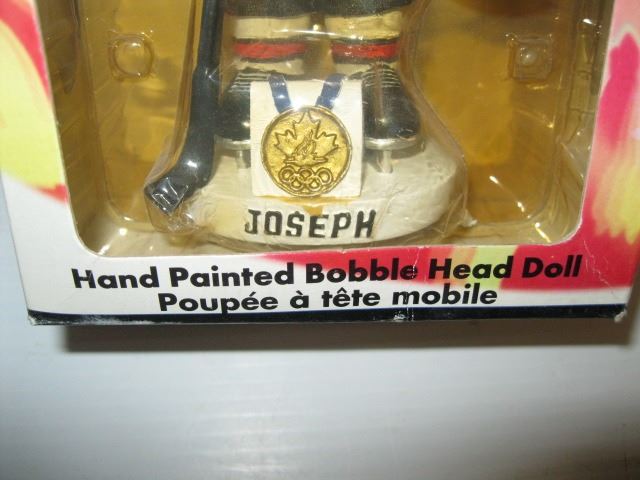 JOSEPH
Hand Painted Bobble Head Doll
Poupée à tête mobile